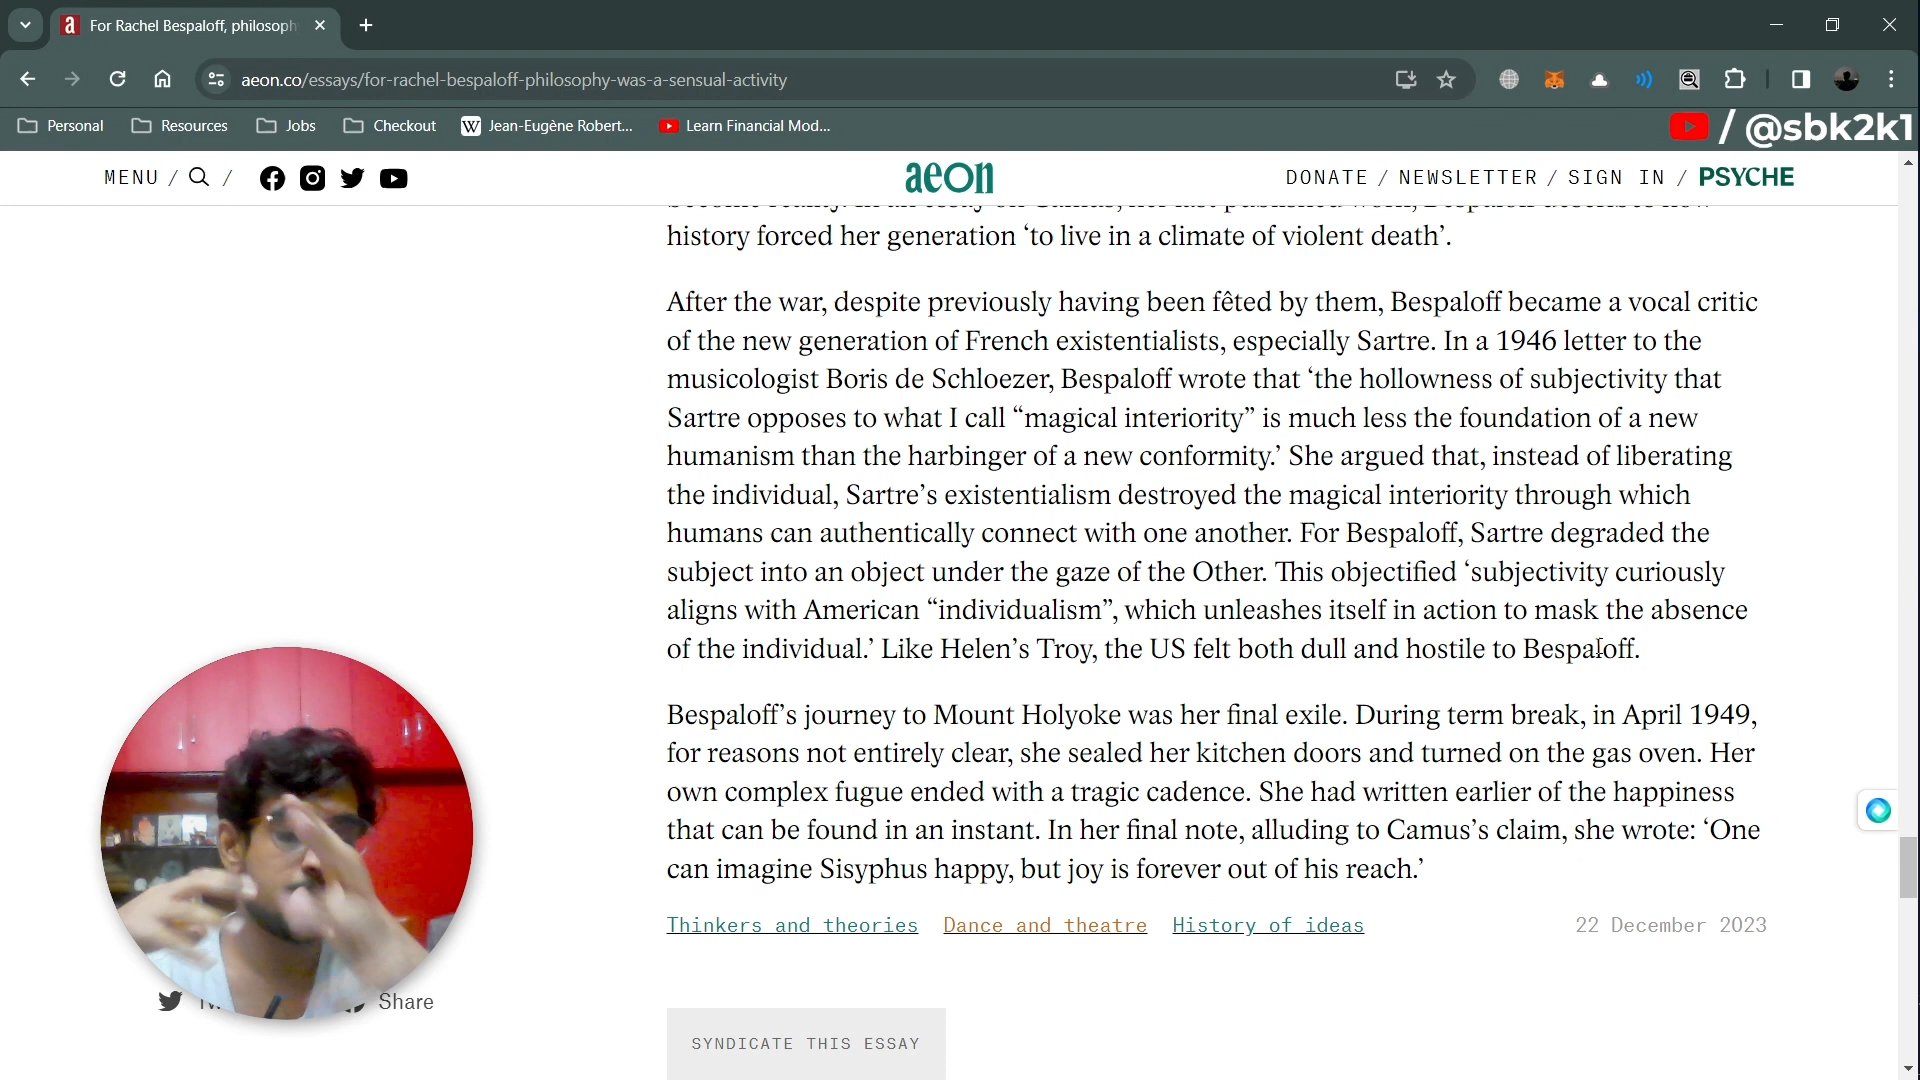 For Rachel Bespaloff, philosoph
aeon.co/essays/for-rachel-bespaloff-philosophy-was-a-sensual-activity
Personal
Resources
Jobs
Checkout
Jean-Eugène Robert...
Learn Financial Mod...
/ @sbk2k1
MENU / /
aeon
DONATE / NEWSLETTER / SIGN IN / PSYCHE
history forced her generation ‘to live in a climate of violent death’.
After the war, despite previously having been fêted by them, Bespaloff became a vocal critic
of the new generation of French existentialists, especially Sartre. In a 1946 letter to the
musicologist Boris de Schloezer, Bespaloff wrote that ‘the hollowness of subjectivity that
Sartre opposes to what I call “magical interiority” is much less the foundation of a new
humanism than the harbinger of a new conformity.’ She argued that, instead of liberating
the individual, Sartre’s existentialism destroyed the magical interiority through which
humans can authentically connect with one another. For Bespaloff, Sartre degraded the
subject into an object under the gaze of the Other. This objectified ‘subjectivity curiously
aligns with American “individualism”, which unleashes itself in action to mask the absence
of the individual.’ Like Helen’s Troy, the US felt both dull and hostile to Bespaloff.
Bespaloff’s journey to Mount Holyoke was her final exile. During term break, in April 1949,
for reasons not entirely clear, she sealed her kitchen doors and turned on the gas oven. Her
own complex fugue ended with a tragic cadence. She had written earlier of the happiness
that can be found in an instant. In her final note, alluding to Camus’s claim, she wrote: ‘One
can imagine Sisyphus happy, but joy is forever out of his reach.’
Thinkers and theories
Dance and theatre
History of ideas
22 December 2023
Share
SYNDICATE THIS ESSAY